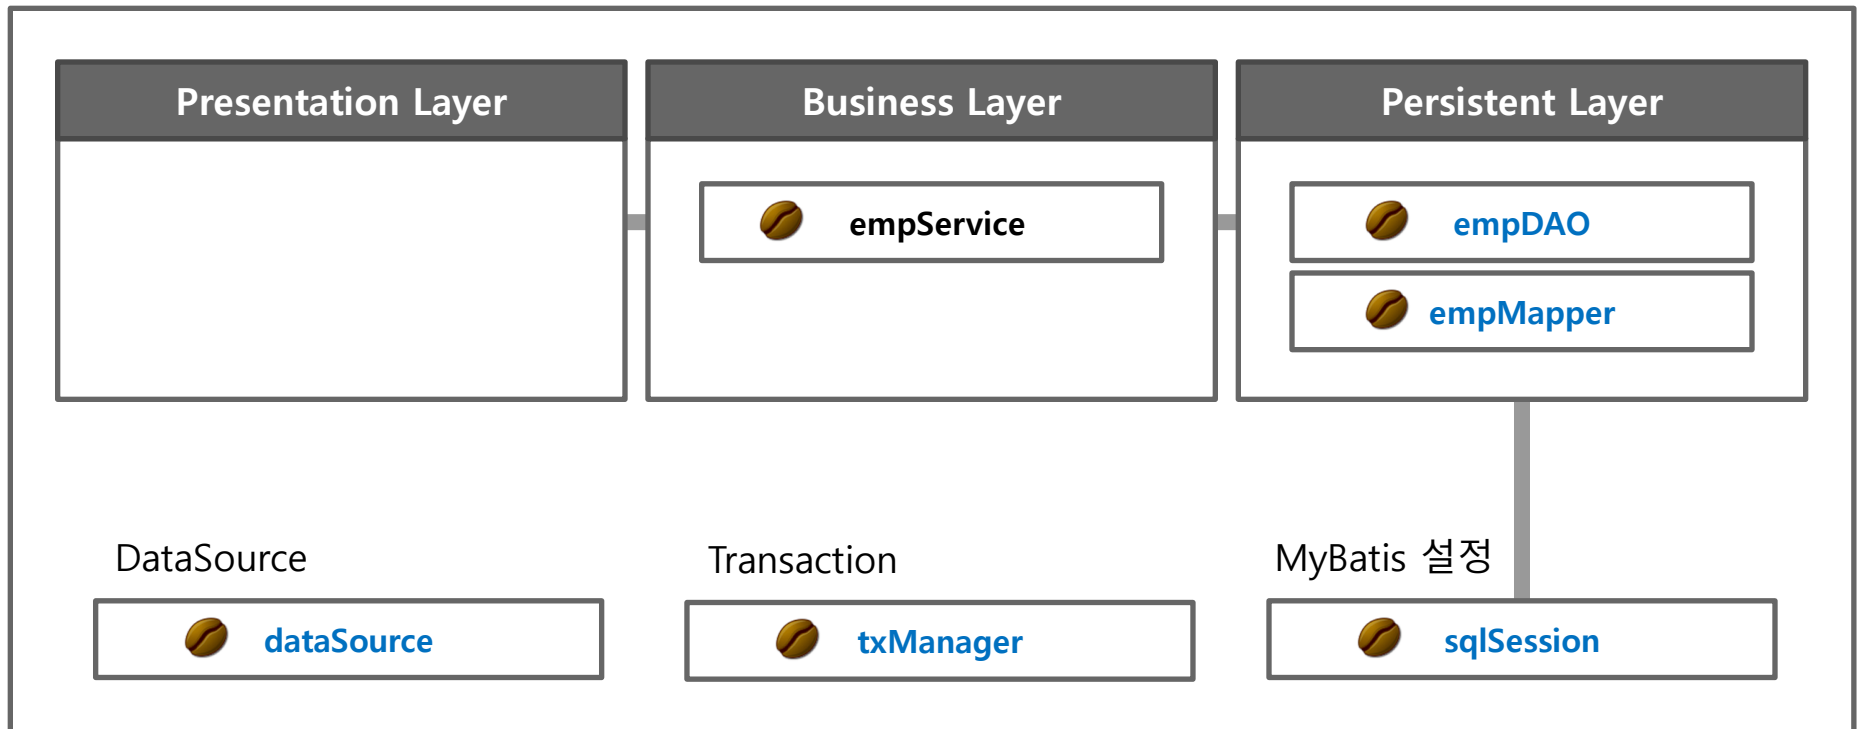 Presentation Layer
Business Layer
Persistent Layer
empService
empDAO
empMapper
DataSource
Transaction
MyBatis 설정
dataSource
txManager
sqlSession